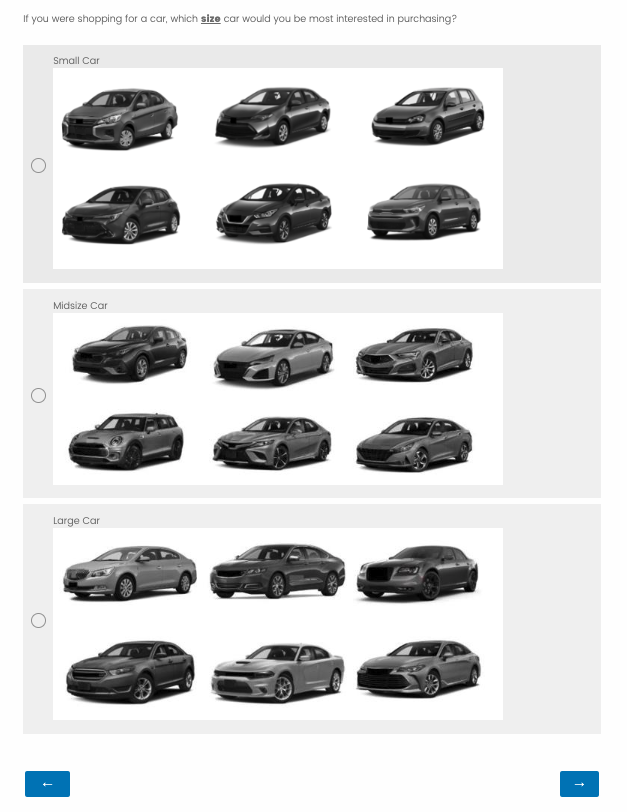 If you were shopping for a car, which size car would you be most interested in purchasing?
Small Car
Midsize Car
Large Car
← →